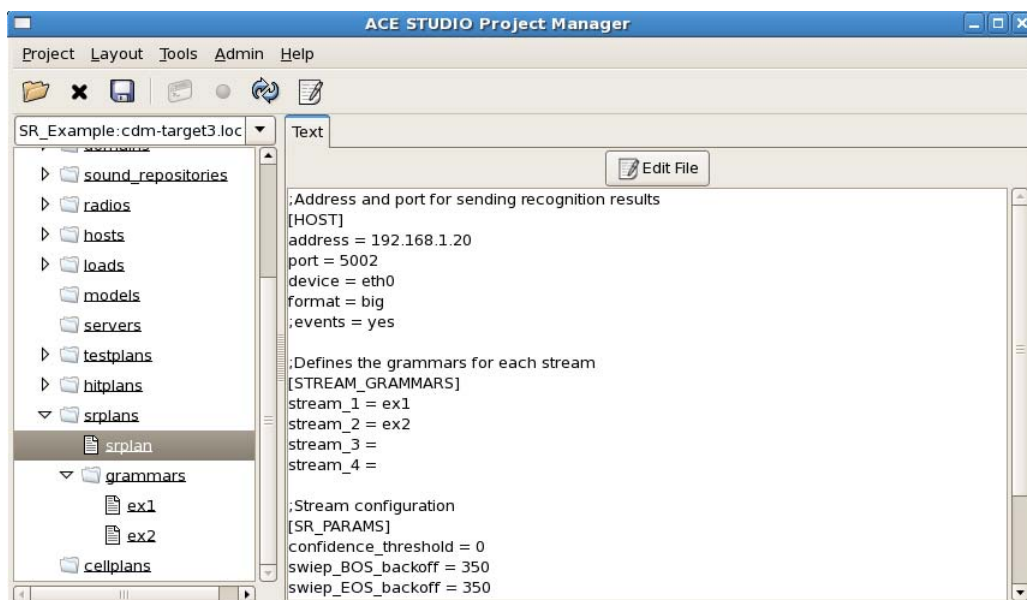 ACE STUDIO Project Manager
Project Layout Tools Admin Help
SR_Example:cdm-target3.loc
domains
sound_repositories
radios
hosts
loads
models
servers
testplans
hitplans
srplans
srplan
grammars
ex1
ex2
cellplans
Text
Edit File
;Address and port for sending recognition results
[HOST]
address = 192.168.1.20
port = 5002
device = eth0
format = big
;events = yes
;Defines the grammars for each stream
[STREAM_GRAMMARS]
stream_1 = ex1
stream_2 = ex2
stream_3 =
stream_4 =
;Stream configuration
[SR_PARAMS]
confidence_threshold = 0
swiep_BOS_backoff = 350
swiep_EOS_backoff = 350